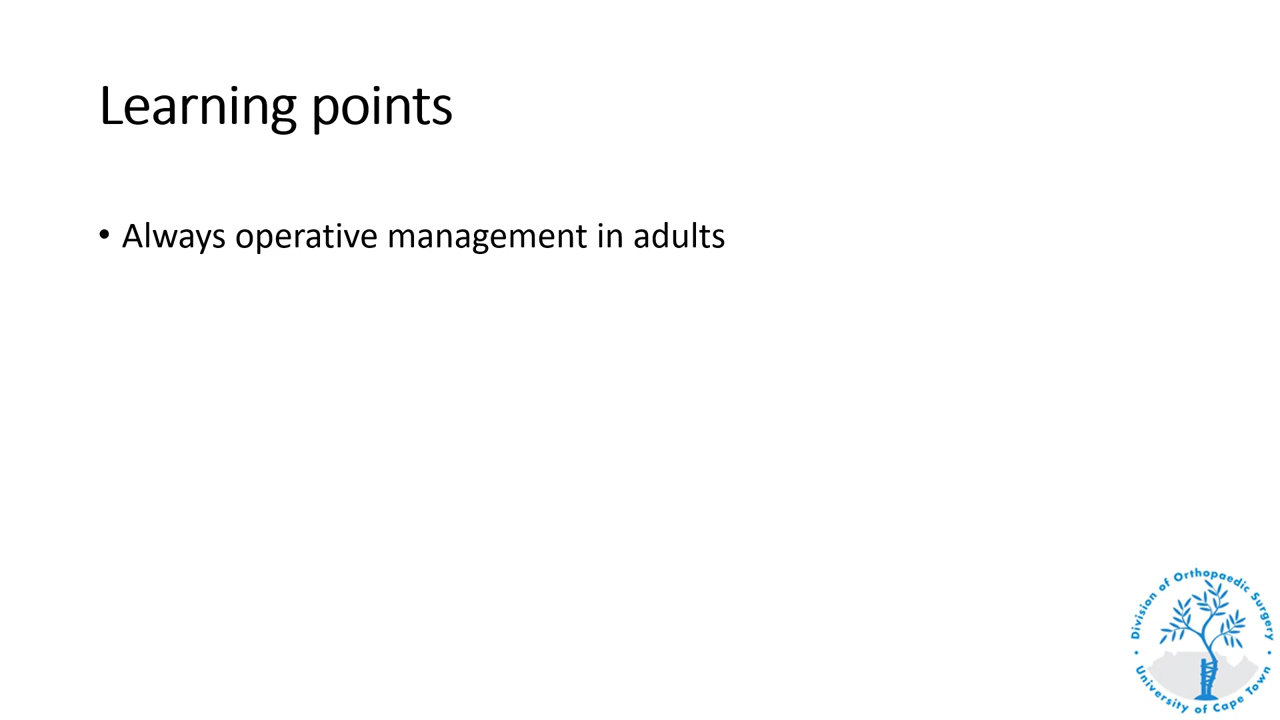 Learning points
• Always operative management in adults
Division of Orthopaedic Surgery
University of Cape Town